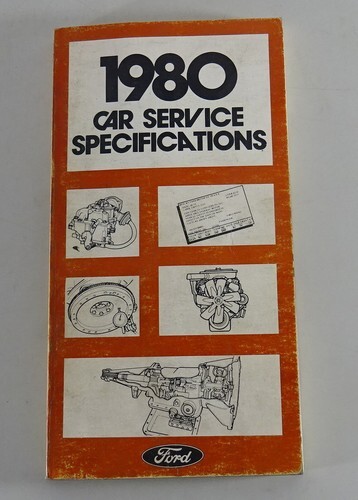 1980
CAR SERVICE
SPECIFICATIONS
Ford